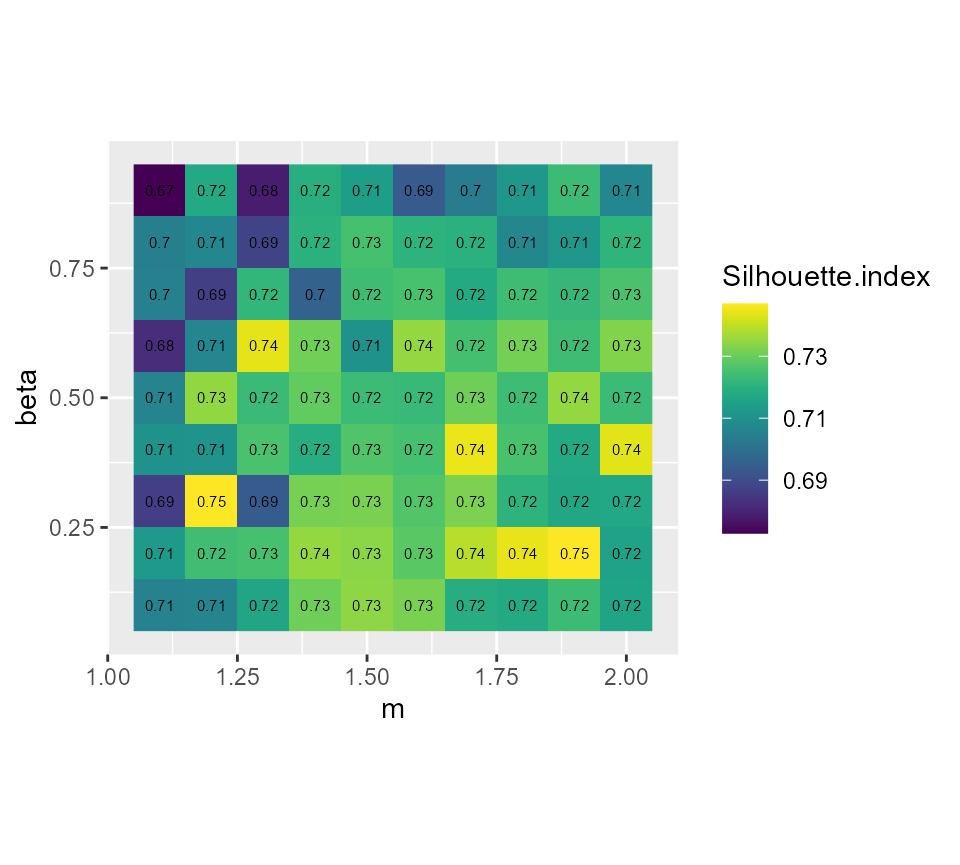 0.67 0.72 0.68 0.72 0.71 0.69 0.7 0.71 0.72 0.71
0.7 0.71 0.69 0.72 0.73 0.72 0.72 0.71 0.71 0.72
0.75
0.7 0.69 0.72 0.7 0.72 0.73 0.72 0.72 0.72 0.73
0.68 0.71 0.74 0.73 0.71 0.74 0.72 0.73 0.72 0.73
0.50
0.71 0.73 0.72 0.73 0.72 0.72 0.73 0.72 0.74 0.72
0.71 0.71 0.73 0.72 0.73 0.72 0.74 0.73 0.72 0.74
0.69 0.75 0.69 0.73 0.73 0.73 0.73 0.72 0.72 0.72
0.25
0.71 0.72 0.73 0.74 0.73 0.73 0.74 0.74 0.75 0.72
0.71 0.71 0.72 0.73 0.73 0.73 0.72 0.72 0.72 0.72
beta
1.00 1.25 1.50 1.75 2.00
m
Silhouette.index
0.73
0.71
0.69